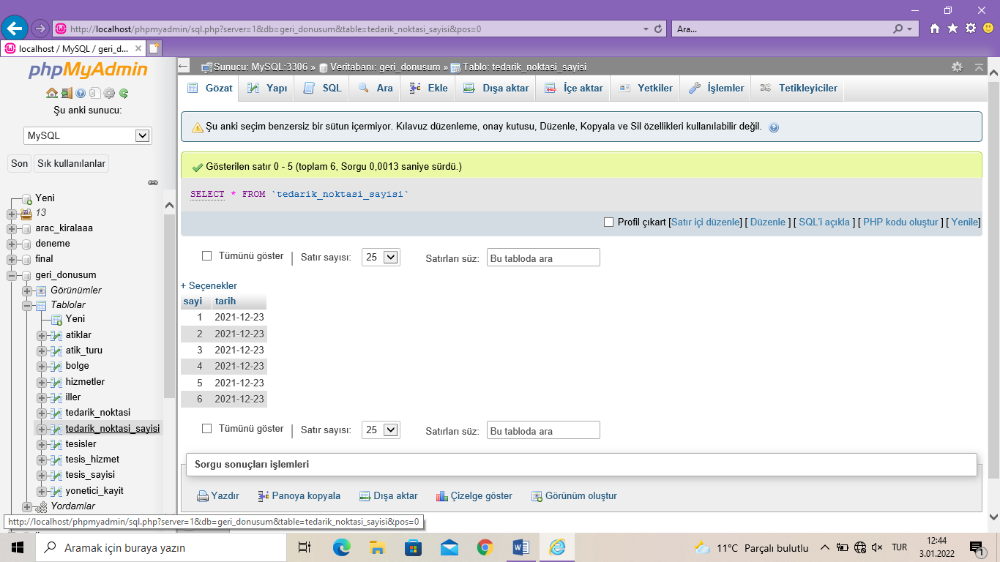 http://localhost/phpmyadmin/sql.php?server=1&db=geri_donusum&table=tedarik_noktasi_sayisi&pos=0
Ara...
localhost / MySQL / geri_d...
phpMyAdmin
Şu anki sunucu:
MySQL
Son
Sık kullanılanlar
Yeni
13
arac_kiralaaa
deneme
final
geri_donusum
Görünümler
Tablolar
Yeni
atiklar
atik_turu
bolge
hizmetler
iller
tedarik_noktasi
tedarik_noktasi_sayisi
tesisler
tesis_hizmet
tesis_sayisi
yonetici_kayit
Yordamlar
Sunucu: MySQL:3306 » Veritabanı: geri_donusum » Tablo: tedarik_noktasi_sayisi
Gözat Yapı SQL Ara Ekle Dışa aktar İçe aktar Yetkiler İşlemler Tetikleyiciler
Şu anki seçim benzersiz bir sütun içermiyor. Kılavuz düzenleme, onay kutusu, Düzenle, Kopyala ve Sil özellikleri kullanılabilir değil.
Gösterilen satır 0 - 5 (toplam 6, Sorgu 0,0013 saniye sürdü.)
SELECT * FROM `tedarik_noktasi_sayisi`
Profil çıkart [Satır içi düzenle] [ Düzenle ] [ SQL'i açıkla ] [ PHP kodu oluştur ] [ Yenile]
Tümünü göster | Satır sayısı: 25 Satırları süz: Bu tabloda ara
+ Seçenekler
sayi tarih
1 2021-12-23
2 2021-12-23
3 2021-12-23
4 2021-12-23
5 2021-12-23
6 2021-12-23
Tümünü göster | Satır sayısı: 25 Satırları süz: Bu tabloda ara
Sorgu sonuçları işlemleri
Yazdır Panoya kopyala Dışa aktar Çizelge göster Görünüm oluştur
http://localhost/phpmyadmin/sql.php?server=1&db=geri_donusum&table=tedarik_noktasi_sayisi&pos=0
Aramak için buraya yazın
11°C Parçalı bulutlu
TUR
12:44
3.01.2022
1